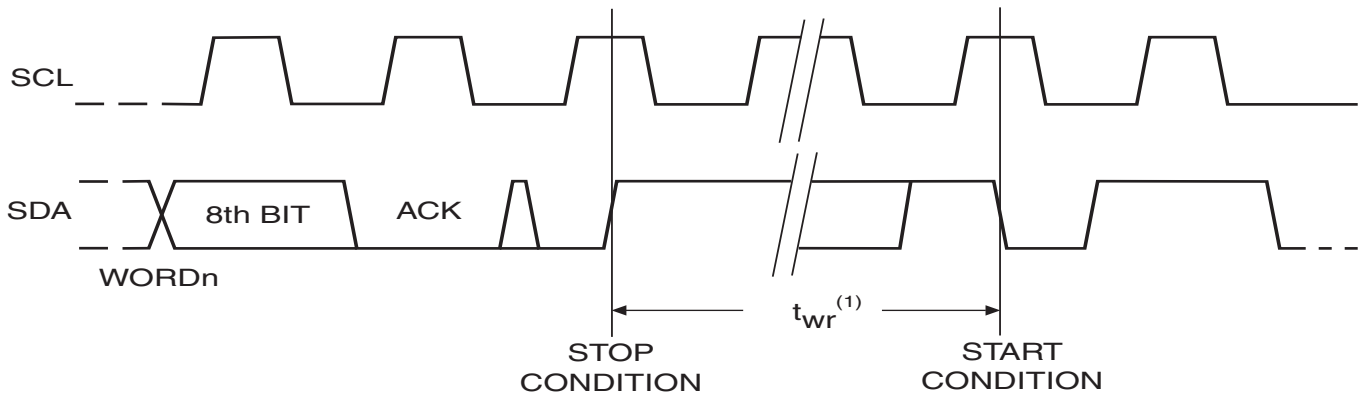 SCL
SDA
8th BIT
ACK
WORDn
twr(1)
STOP
CONDITION
START
CONDITION